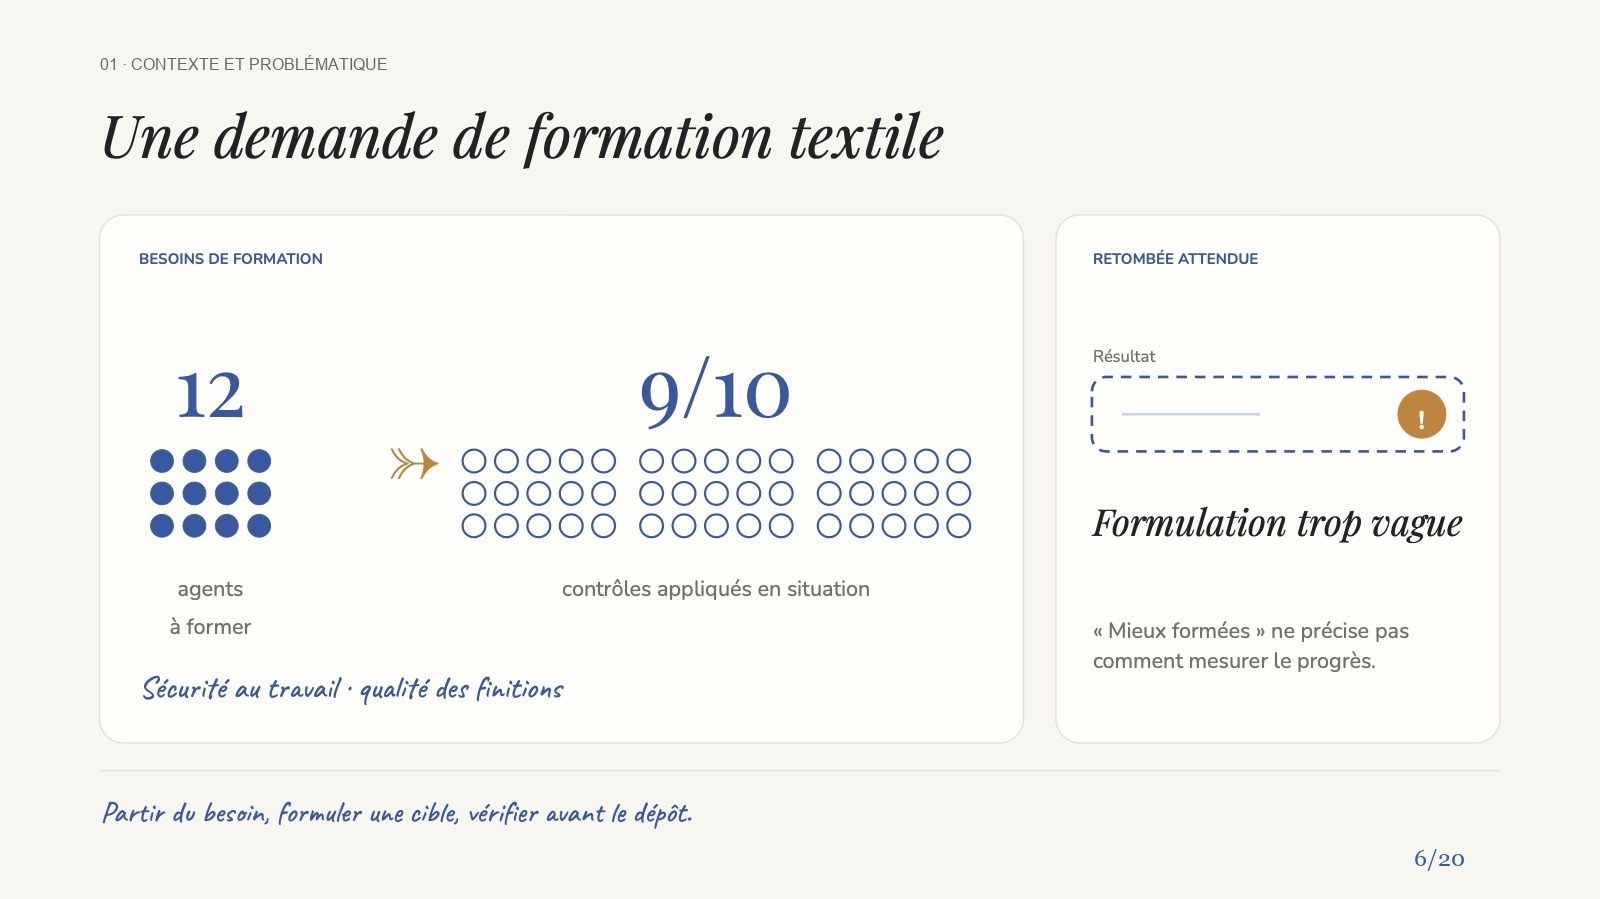 01 · CONTEXTE ET PROBLÉMATIQUE
Une demande de formation textile
BESOINS DE FORMATION
12
9/10
agents
à former
contrôles appliqués en situation
Sécurité au travail · qualité des finitions
RETOMBÉE ATTENDUE
Résultat
!
Formulation trop vague
« Mieux formées » ne précise pas
comment mesurer le progrès.
Partir du besoin, formuler une cible, vérifier avant le dépôt.
6/20